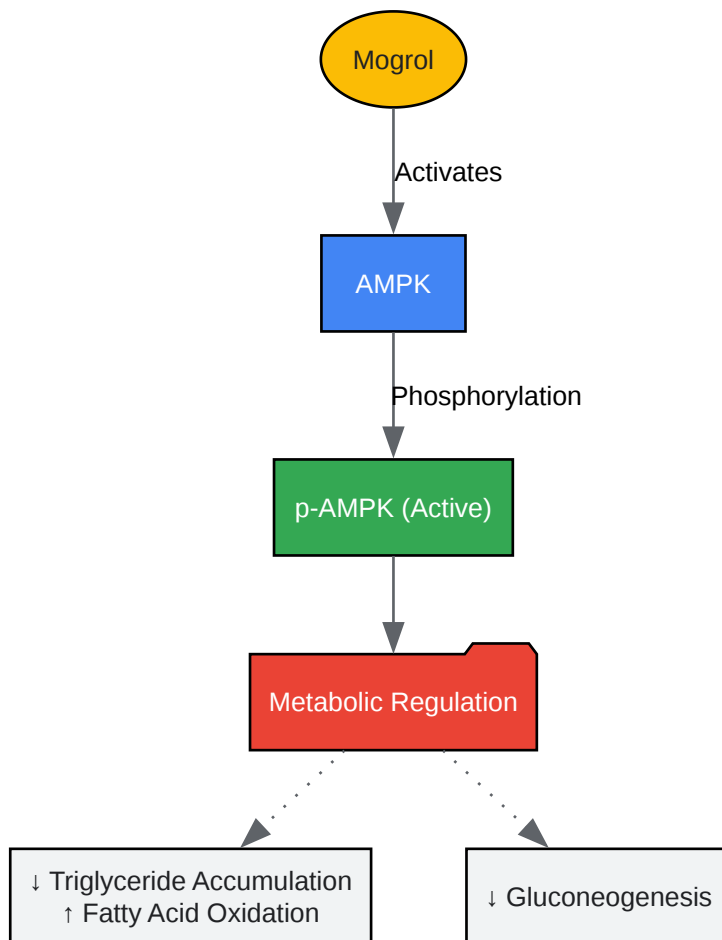 Mogrol
Activates
AMPK
Phosphorylation
p-AMPK (Active)
Metabolic Regulation
↓ Triglyceride Accumulation
↑ Fatty Acid Oxidation
↓ Gluconeogenesis